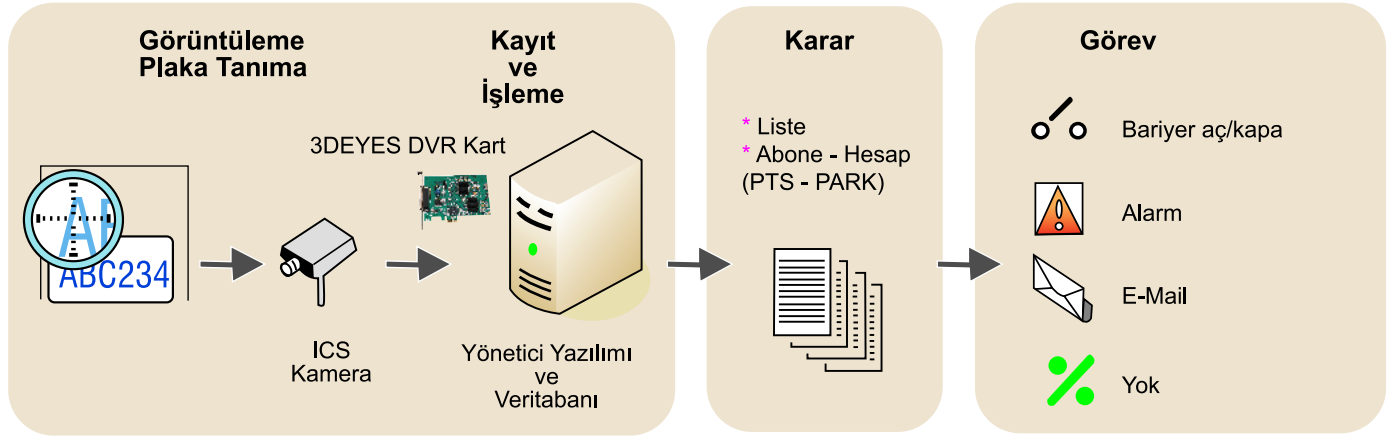 Görüntüleme
Plaka Tanıma
Kayıt
ve
İşleme
3DEYES DVR Kart
AB
ABC234
ICS
Kamera
Yönetici Yazılımı
ve
Veritabanı
Karar
* Liste
* Abone - Hesap
(PTS - PARK)
Görev
Bariyer aç/kapa
Alarm
E-Mail
Yok